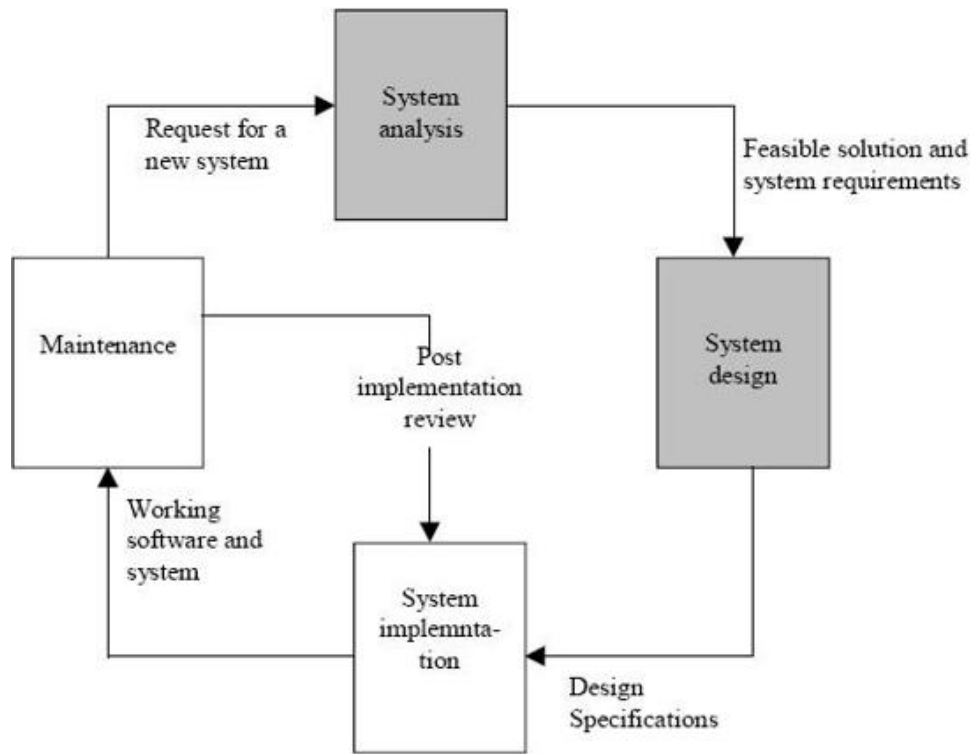 System
analysis
Request for a
new system
Feasible solution and
system requirements
Maintenance
System
design
Post
implementation
review
Working
software and
system
System
implemnta-
tion
Design
Specifications